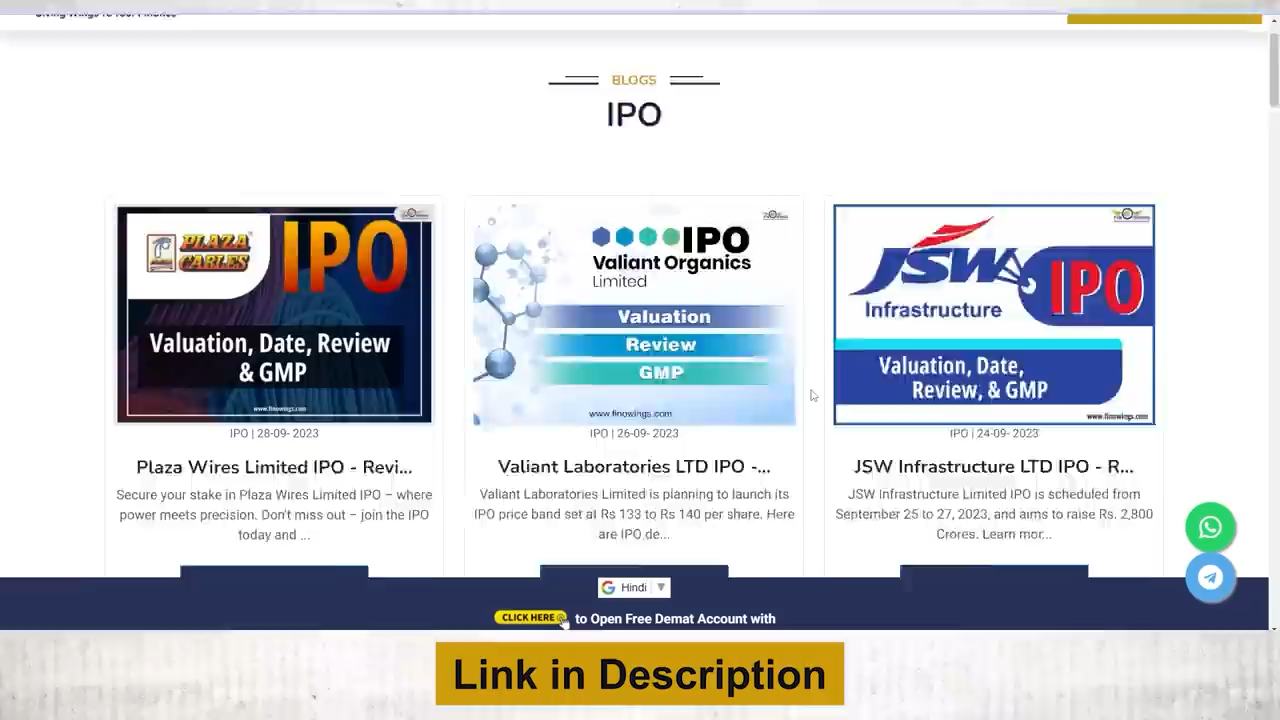 BLOGS
IPO
PLAZA
CABLES
IPO
Valuation, Date, Review
& GMP
www.finowings.com
IPO | 28-09- 2023
Plaza Wires Limited IPO - Revi...
Secure your stake in Plaza Wires Limited IPO – where
power meets precision. Don't miss out – join the IPO
today and ...
IPO
Valiant Organics
Limited
Valuation
Review
GMP
www.finowings.com
IPO | 26-09- 2023
Valiant Laboratories LTD IPO -...
Valiant Laboratories Limited is planning to launch its
IPO price band set at Rs 133 to Rs 140 per share. Here
are IPO de...
JSW
Infrastructure
IPO
Valuation, Date,
Review, & GMP
www.finowings.com
IPO | 24-09- 2023
JSW Infrastructure LTD IPO - R...
JSW Infrastructure Limited IPO is scheduled from
September 25 to 27, 2023, and aims to raise Rs. 2,800
Crores. Learn mor...
Hindi
CLICK HERE to Open Free Demat Account with
Link in Description